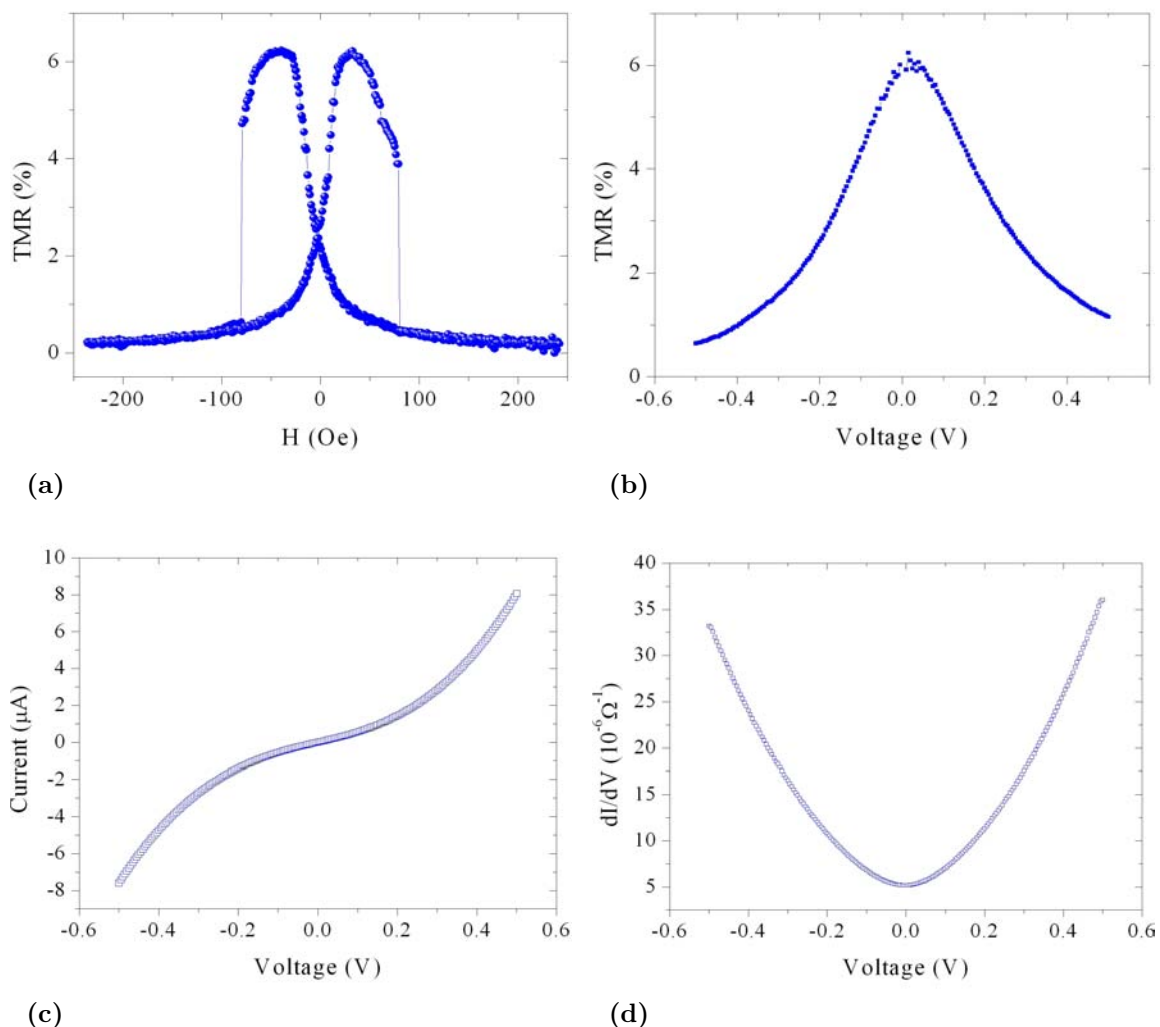 6
4
2
0
TMR (%)
-200 -100 0 100 200
H (Oe)
(a)
6
4
2
0
TMR (%)
-0.6 -0.4 -0.2 0.0 0.2 0.4
Voltage (V)
(b)
10
8
6
4
2
0
-2
-4
-6
-8
Current (μA)
-0.6 -0.4 -0.2 0.0 0.2 0.4 0.6
Voltage (V)
(c)
40
35
30
25
20
15
10
5
dI/dV (10⁻⁶ Ω⁻¹)
-0.6 -0.4 -0.2 0.0 0.2 0.4 0.6
Voltage (V)
(d)